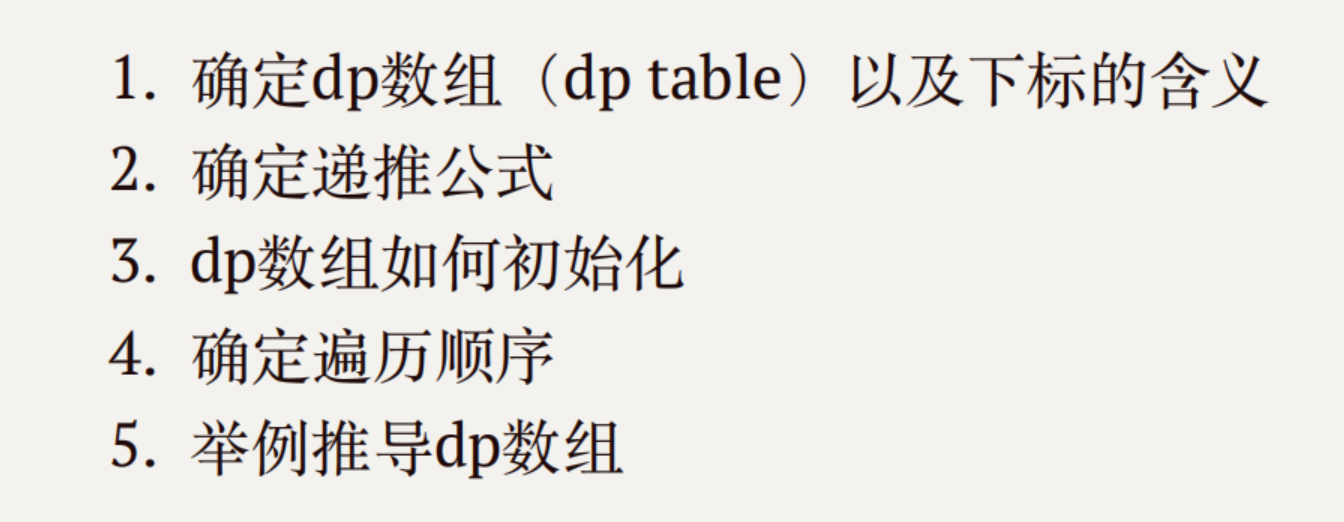 1. 确定dp数组（dp table）以及下标的含义
2. 确定递推公式
3. dp数组如何初始化
4. 确定遍历顺序
5. 举例推导dp数组